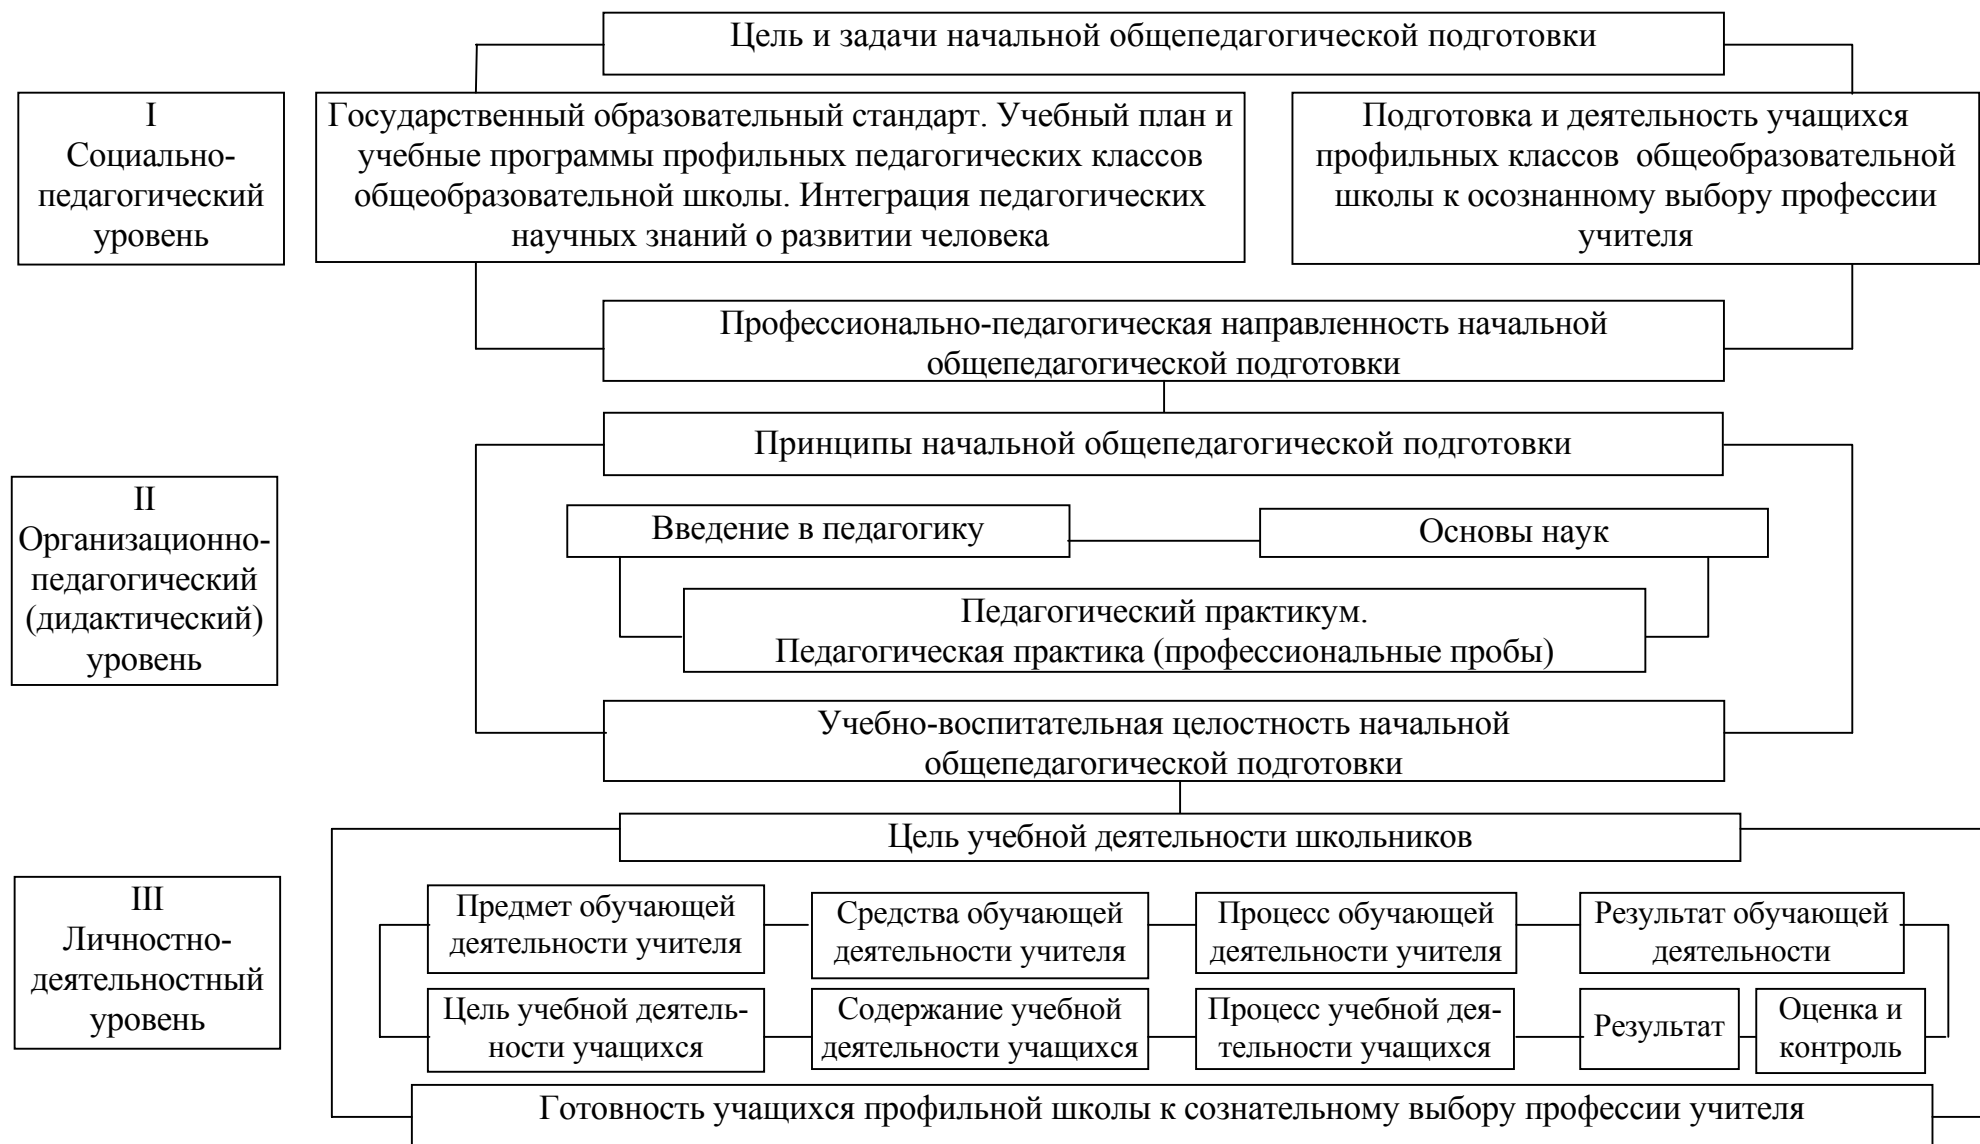 Цель и задачи начальной общепедагогической подготовки
I
Социально-
педагогический
уровень
Государственный образовательный стандарт. Учебный план и
учебные программы профильных педагогических классов
общеобразовательной школы. Интеграция педагогических
научных знаний о развитии человека
Подготовка и деятельность учащихся
профильных классов общеобразовательной
школы к осознанному выбору профессии
учителя
Профессионально-педагогическая направленность начальной
общепедагогической подготовки
Принципы начальной общепедагогической подготовки
II
Организационно-
педагогический
(дидактический)
уровень
Введение в педагогику
Основы наук
Педагогический практикум.
Педагогическая практика (профессиональные пробы)
Учебно-воспитательная целостность начальной
общепедагогической подготовки
Цель учебной деятельности школьников
III
Личностно-
деятельностный
уровень
Предмет обучающей
деятельности учителя
Средства обучающей
деятельности учителя
Процесс обучающей
деятельности учителя
Результат обучающей
деятельности
Цель учебной деятель-
ности учащихся
Содержание учебной
деятельности учащихся
Процесс учебной дея-
тельности учащихся
Результат
Оценка и
контроль
Готовность учащихся профильной школы к сознательному выбору профессии учителя